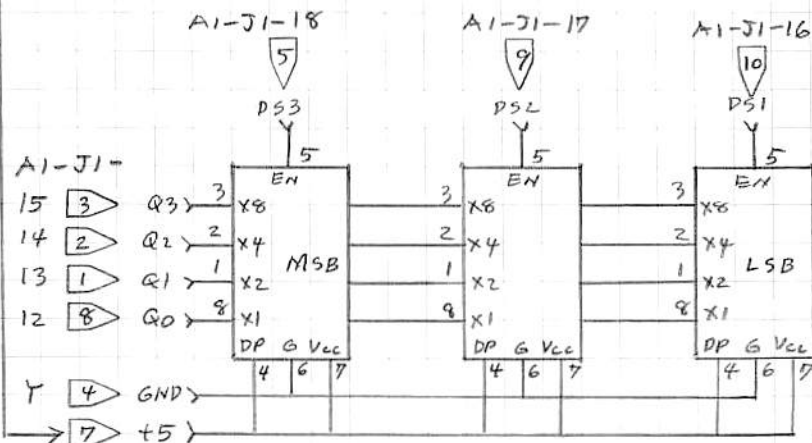 A1-J1-18 A1-J1-17 A1-J1-16
5 9 10
DS3 DS2 DS1
5 5 5
A1-J1-
EN EN EN
15 3 Q3 3 X8 3 X8 3 X8
14 2 Q2 2 X4 MSB 2 X4 2 X4 LSB
13 1 Q1 1 X2 1 X2 1 X2
12 8 Q0 8 X1 8 X1 8 X1
DP G Vcc DP G Vcc DP G Vcc
4 6 7 4 6 7 4 6 7
Y 4 GND
7 +5